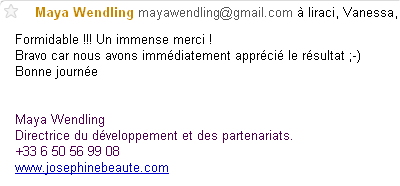 Maya Wendling mayawendling@gmail.com à liraci, Vanessa,
Formidable !!! Un immense merci !
Bravo car nous avons immédiatement apprécié le résultat ;-)
Bonne journée
Maya Wendling
Directrice du développement et des partenariats.
+33 6 50 56 99 08
www.josephinebeaute.com